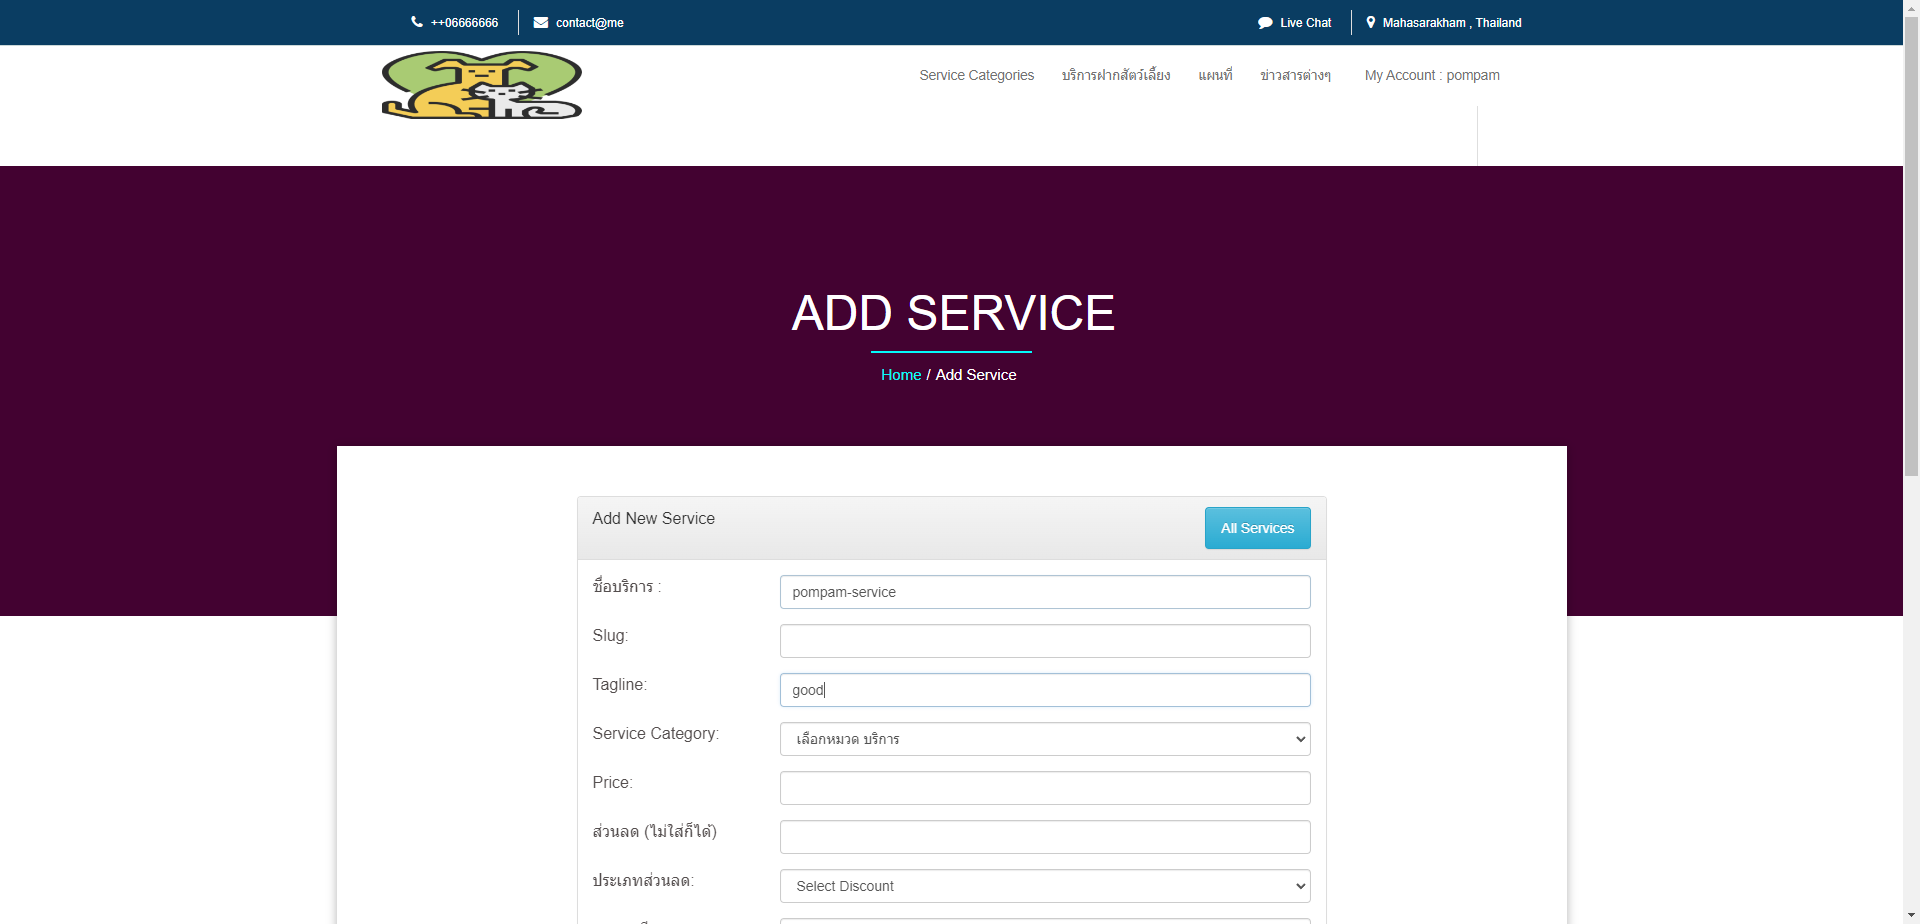 ++06666666
contact@me
Live Chat
Mahasarakham , Thailand
Service Categories
บริการฝากสัตว์เลี้ยง
แผนที่
ข่าวสารต่างๆ
My Account : pompam
ADD SERVICE
Home / Add Service
Add New Service
All Services
ชื่อบริการ :
pompam-service
Slug:
Tagline:
good
Service Category:
เลือกหมวด บริการ
Price:
ส่วนลด (ไม่ใส่ก็ได้)
ประเภทส่วนลด:
Select Discount